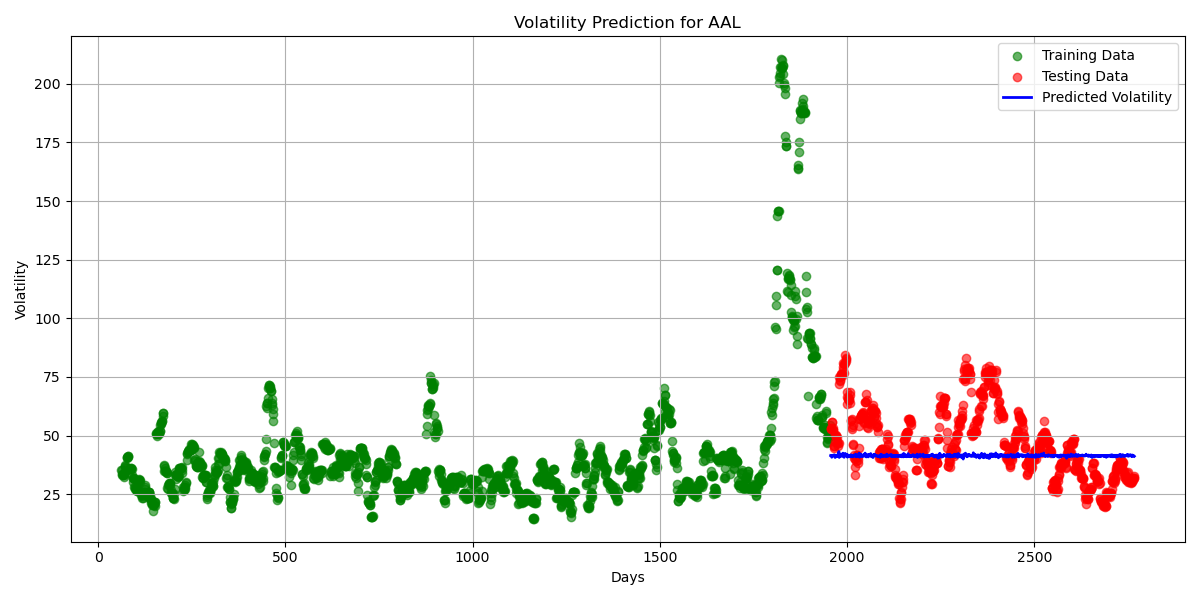 Volatility Prediction for AAL
Training Data
Testing Data
Predicted Volatility
Volatility
200
175
150
125
100
75
50
25
0
500
1000
1500
2000
2500
Days